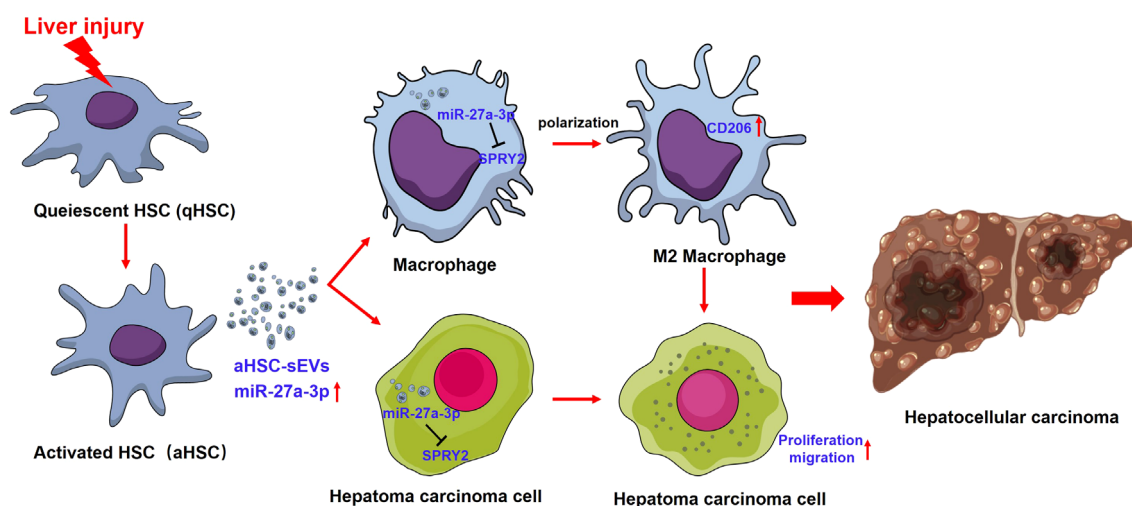 Liver injury
Queiescent HSC (qHSC)
Activated HSC（aHSC）
aHSC-sEVs
miR-27a-3p
miR-27a-3p
SPRY2
Macrophage
polarization
CD206
M2 Macrophage
miR-27a-3p
SPRY2
Hepatoma carcinoma cell
Proliferation
migration
Hepatoma carcinoma cell
Hepatocellular carcinoma